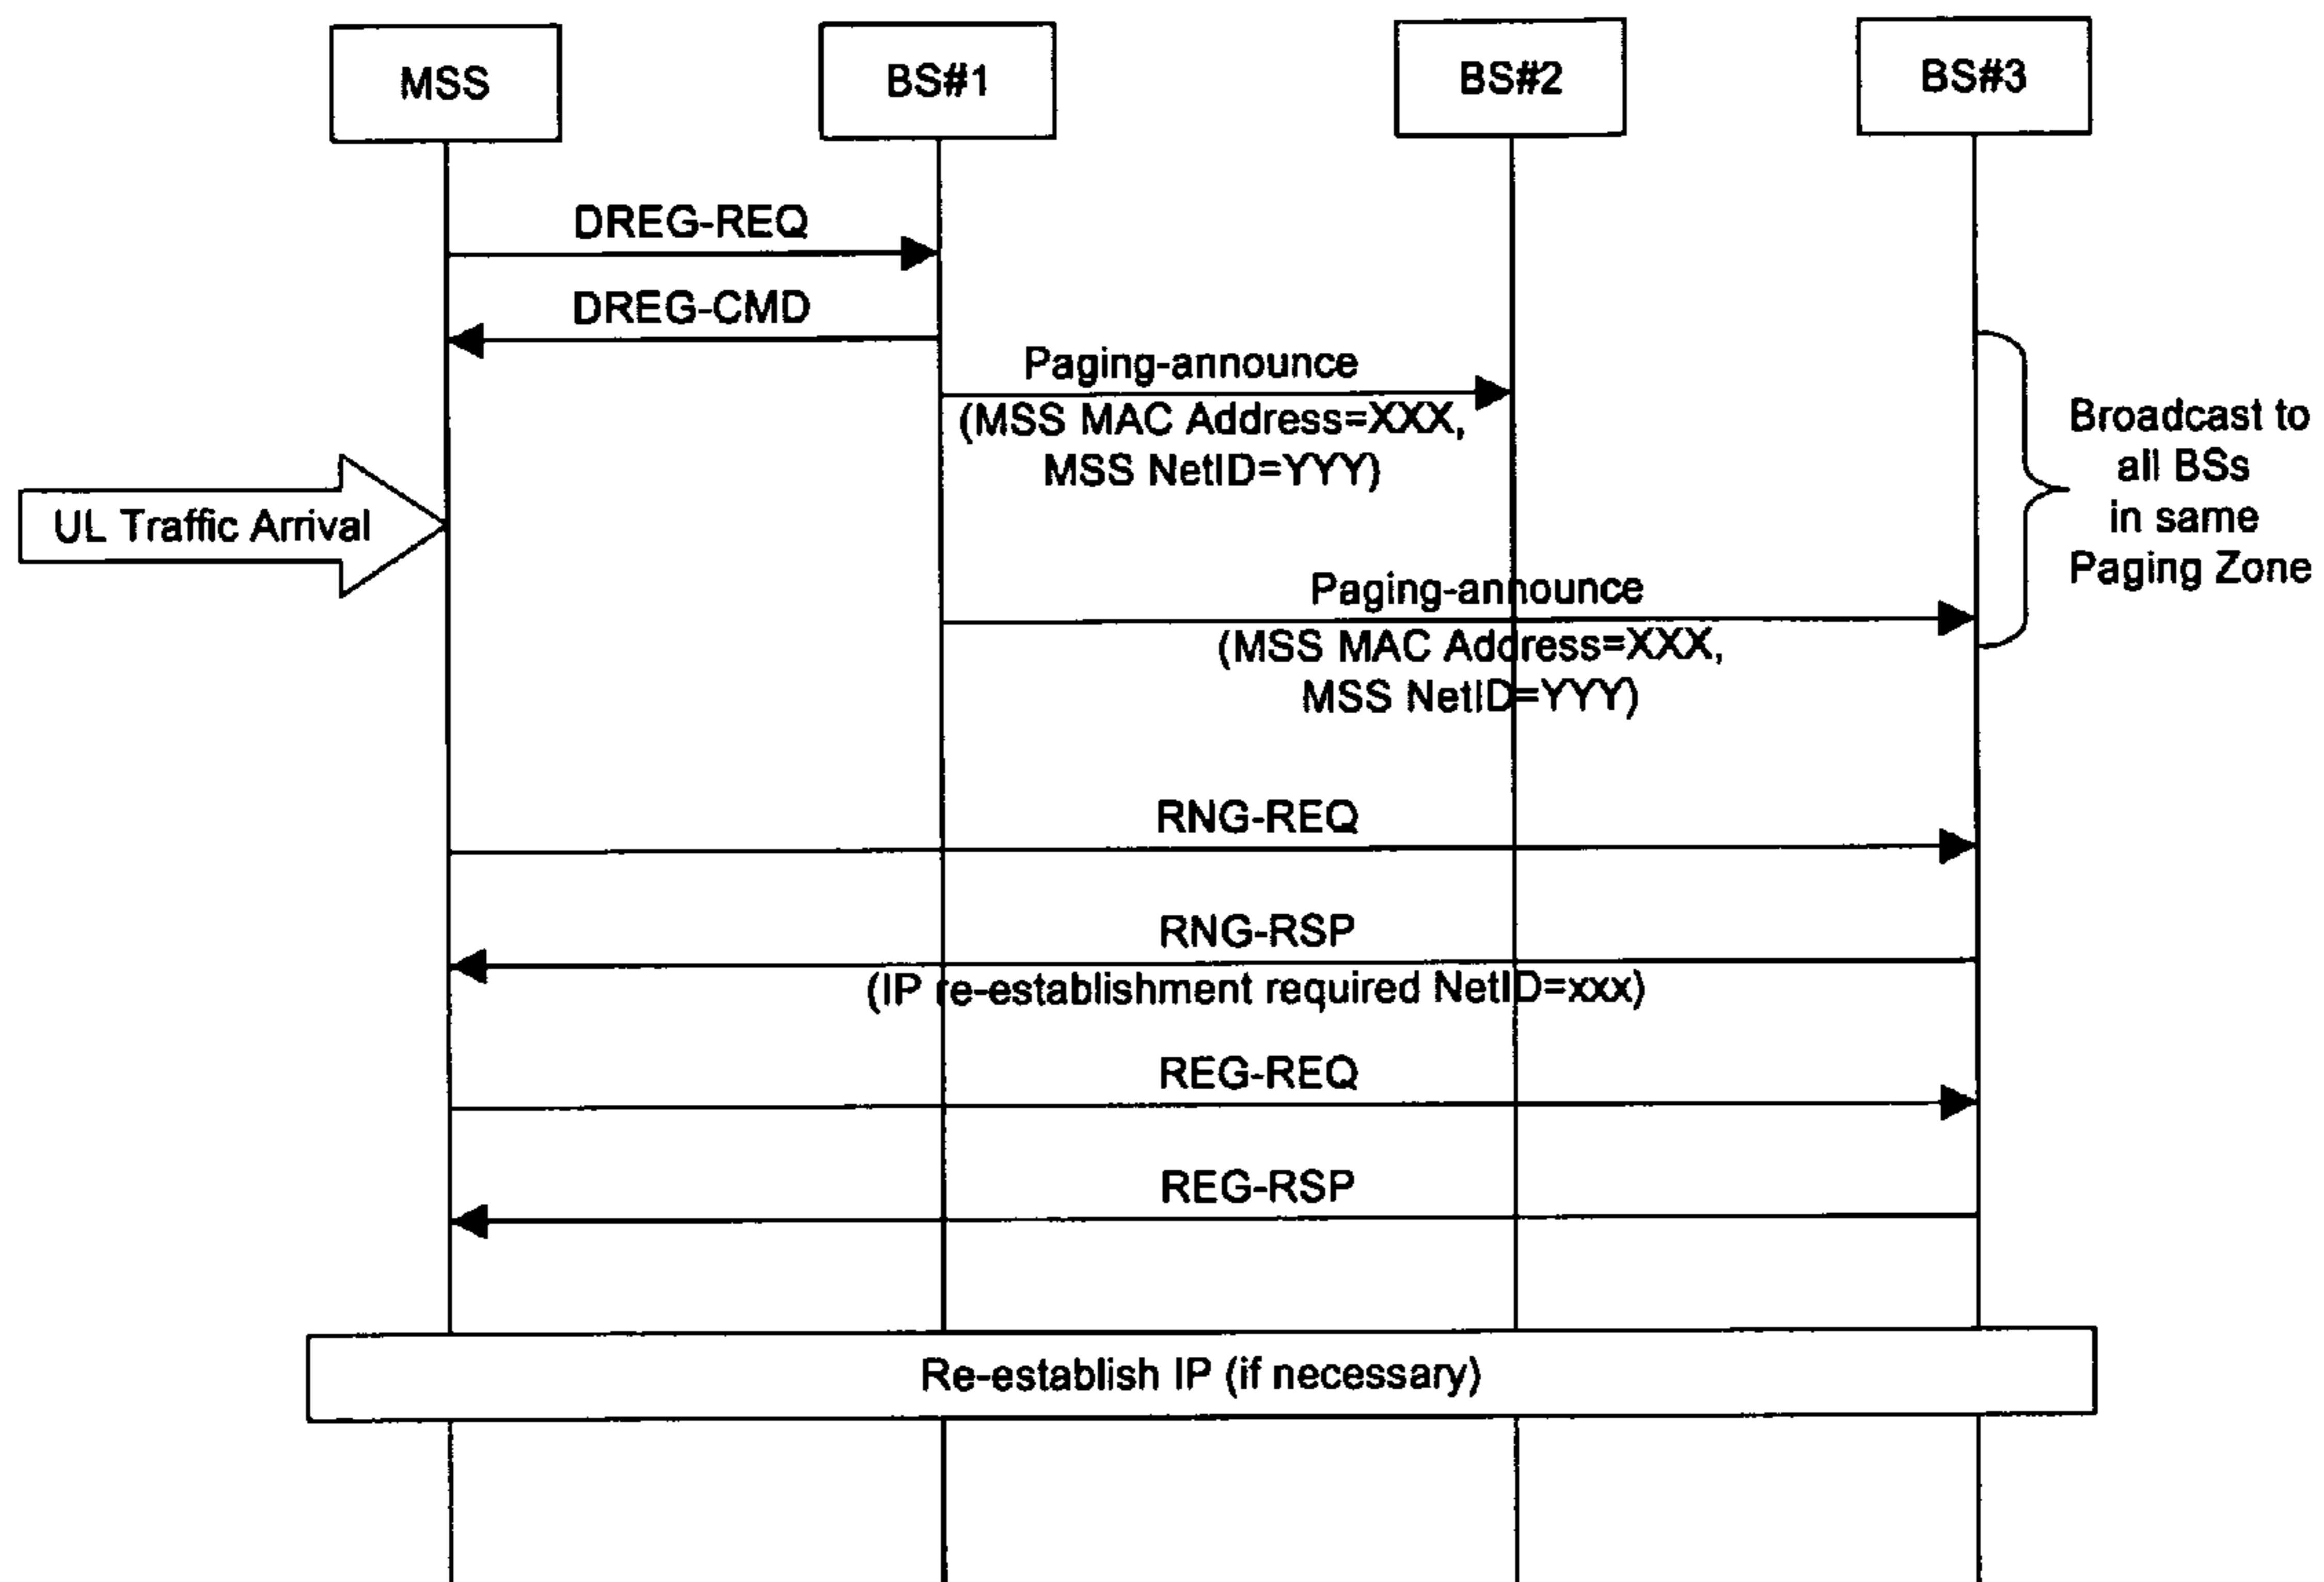 MSS
BS#1
BS#2
BS#3
DREG-REQ
DREG-CMD
Paging-announce
(MSS MAC Address=XXX,
MSS NetID=YYY)
Broadcast to
all BSs
in same
Paging Zone
UL Traffic Arrival
Paging-announce
(MSS MAC Address=XXX,
MSS NetID=YYY)
RNG-REQ
RNG-RSP
(IP re-establishment required NetID=xxx)
REG-REQ
REG-RSP
Re-establish IP (if necessary)